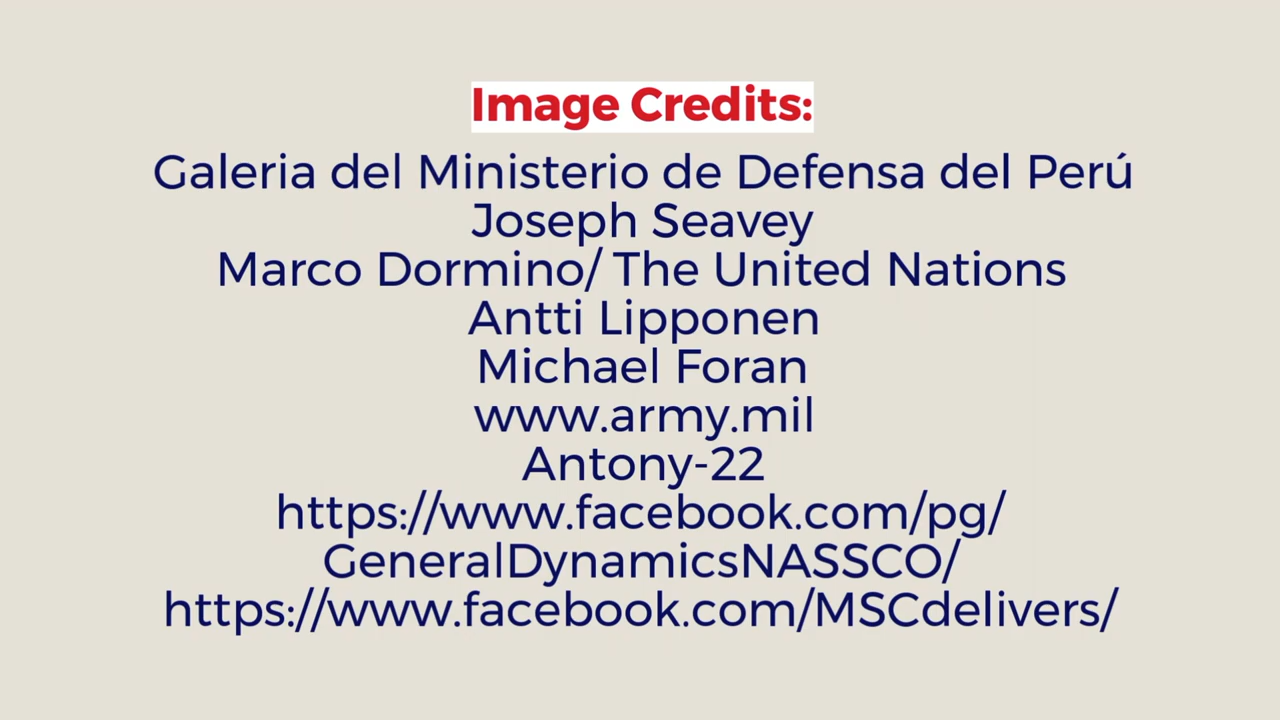 Image Credits:
Galeria del Ministerio de Defensa del Perú
Joseph Seavey
Marco Dormino/ The United Nations
Antti Lipponen
Michael Foran
www.army.mil
Antony-22
https://www.facebook.com/pg/
GeneralDynamicsNASSCO/
https://www.facebook.com/MSCdelivers/